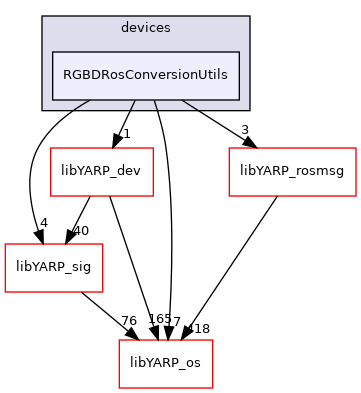 devices
RGBDRosConversionUtils
1
3
libYARP_dev
libYARP_rosmsg
4
40
libYARP_sig
76
165
7
418
libYARP_os